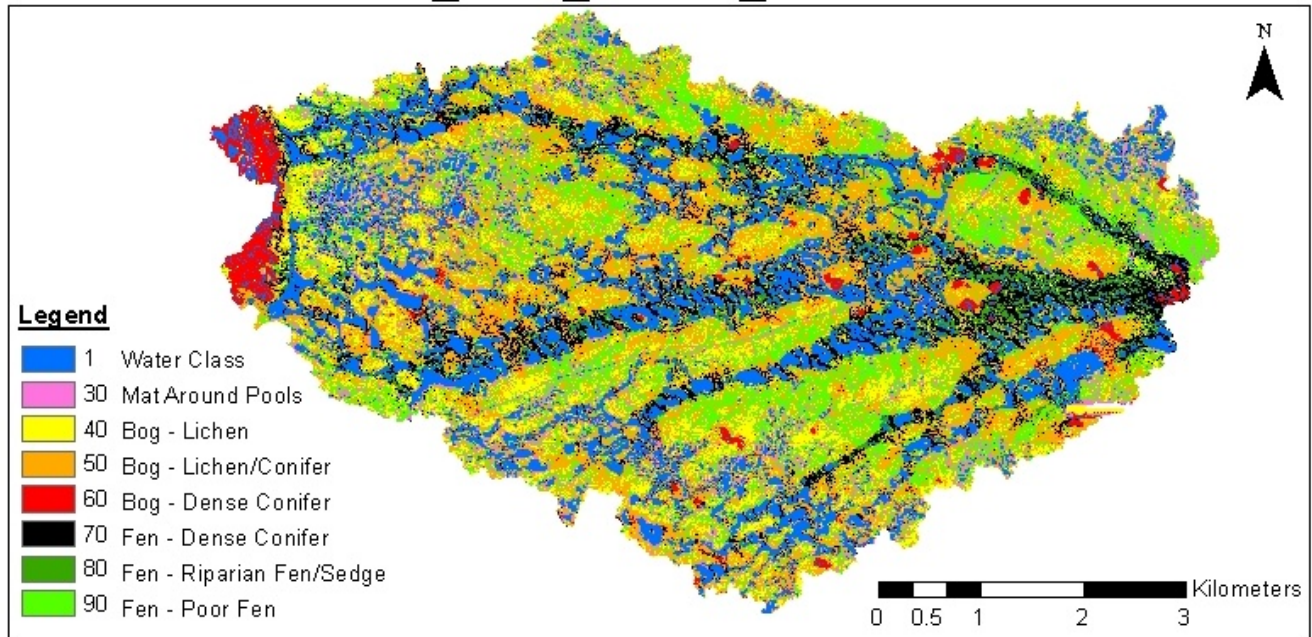 N
Legend
1 Water Class
30 Mat Around Pools
40 Bog - Lichen
50 Bog - Lichen/Conifer
60 Bog - Dense Conifer
70 Fen - Dense Conifer
80 Fen - Riparian Fen/Sedge
90 Fen - Poor Fen
Kilometers
0 0.5 1 2 3